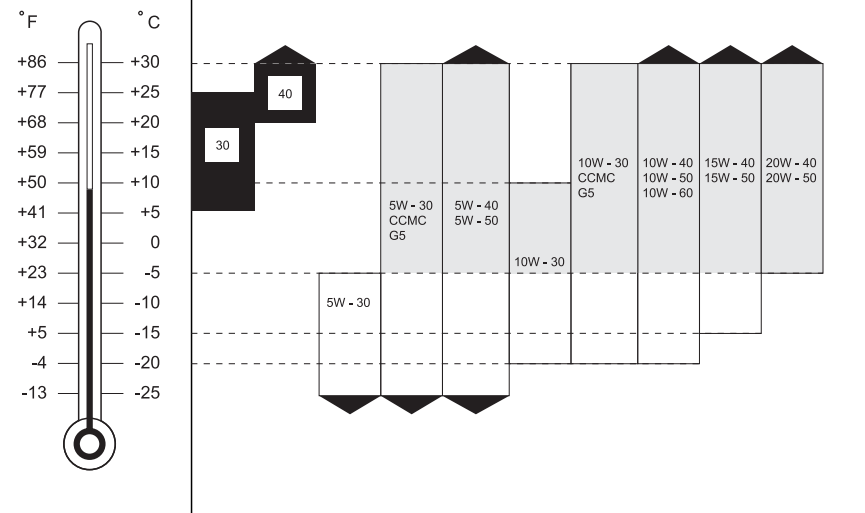 °F °C
+86 +30
+77 +25
+68 +20
+59 +15
+50 +10
+41 +5
+32 0
+23 -5
+14 -10
+5 -15
-4 -20
-13 -25
30
40
5W - 30
5W - 30
CCMC
G5
5W - 40
5W - 50
10W - 30
10W - 30
CCMC
G5
10W - 40
10W - 50
10W - 60
15W - 40
15W - 50
20W - 40
20W - 50